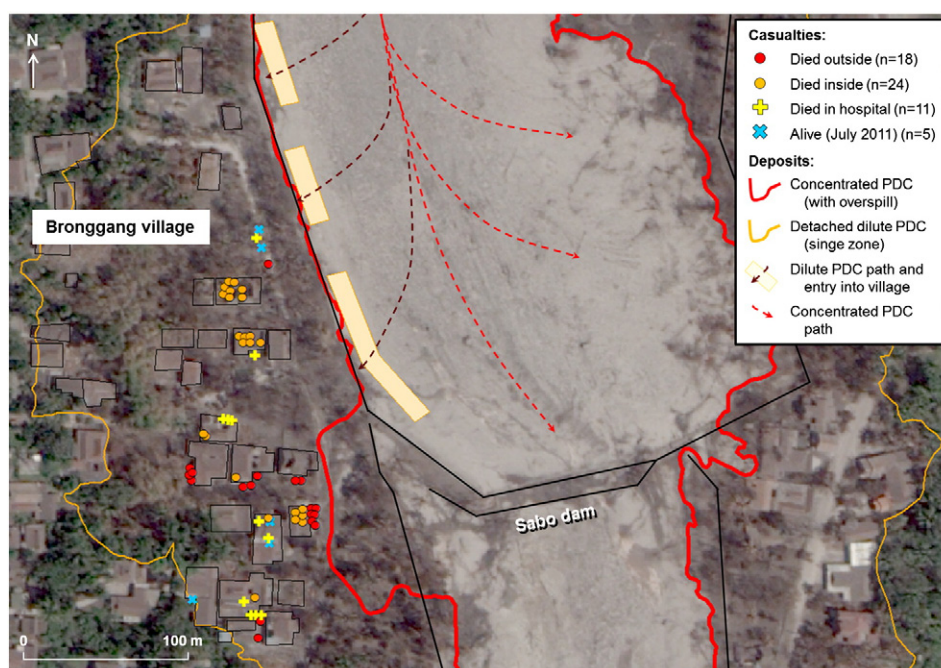 N
Bronggang village
Sabo dam
0 100 m
Casualties:
Died outside (n=18)
Died inside (n=24)
Died in hospital (n=11)
Alive (July 2011) (n=5)
Deposits:
Concentrated PDC
(with overspill)
Detached dilute PDC
(singe zone)
Dilute PDC path and
entry into village
Concentrated PDC
path